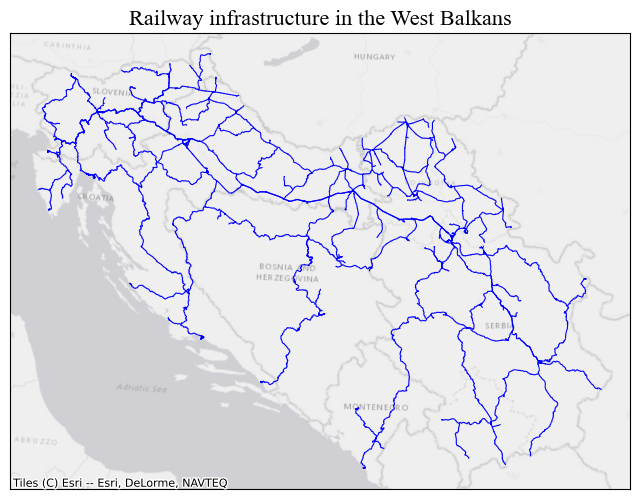 Railway infrastructure in the West Balkans
CARINTHIA
HUNGARY
SLOVENIA
CROATIA
BOSNIA AND
HERZEGOVINA
SERBIA
Adriatic Sea
MONTENEGRO
ABRUZZO
Tiles (C) Esri -- Esri, DeLorme, NAVTEQ